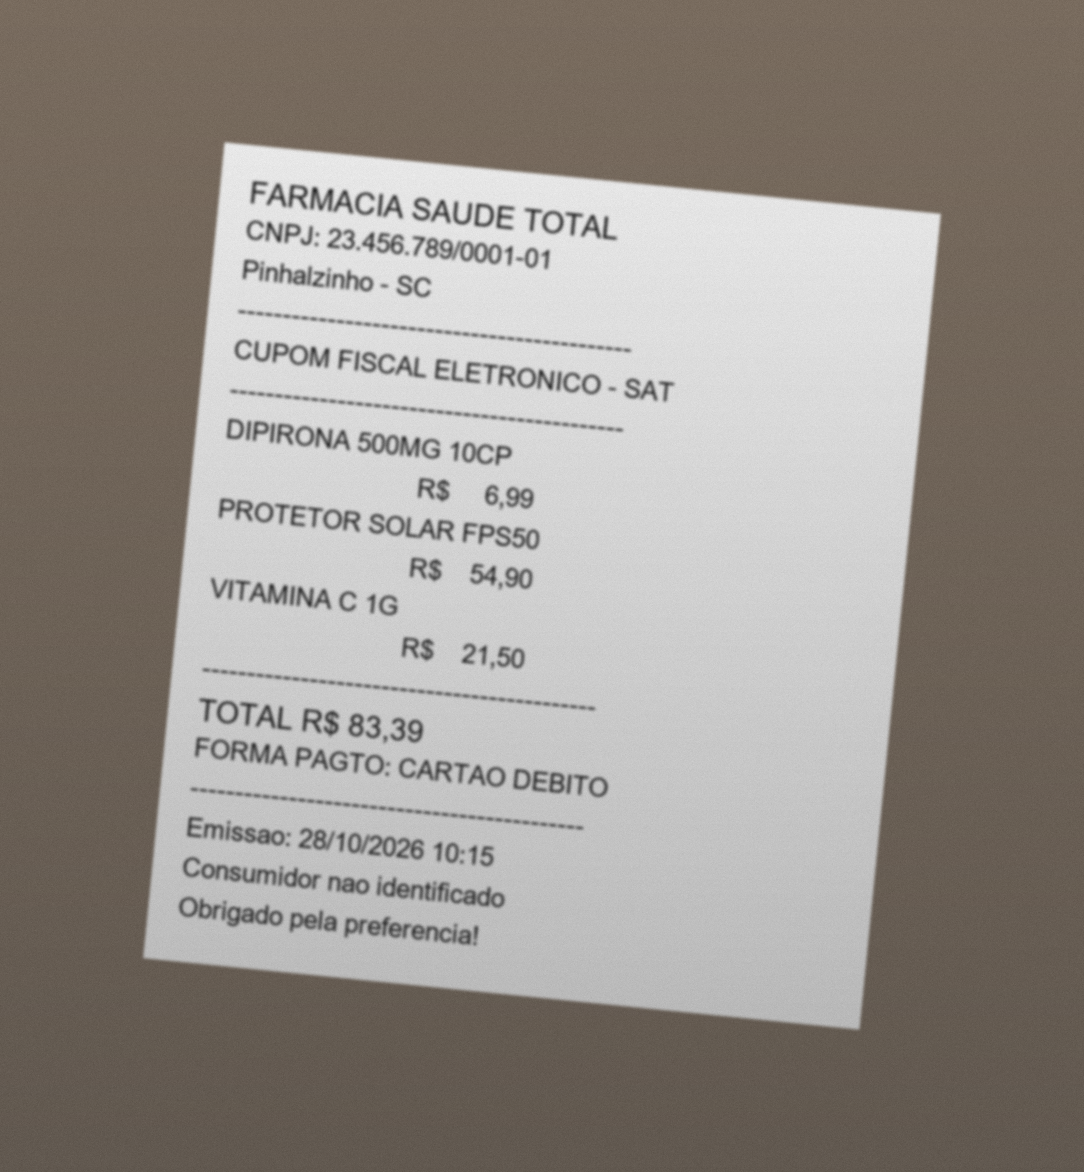 FARMACIA SAUDE TOTAL
CNPJ: 23.456.789/0001-01
Pinhalzinho - SC
--------------------------------------------
CUPOM FISCAL ELETRONICO - SAT
--------------------------------------------
DIPIRONA 500MG 10CP
R$ 6,99
PROTETOR SOLAR FPS50
R$ 54,90
VITAMINA C 1G
R$ 21,50
--------------------------------------------
TOTAL R$ 83,39
FORMA PAGTO: CARTAO DEBITO
--------------------------------------------
Emissao: 28/10/2026 10:15
Consumidor nao identificado
Obrigado pela preferencia!